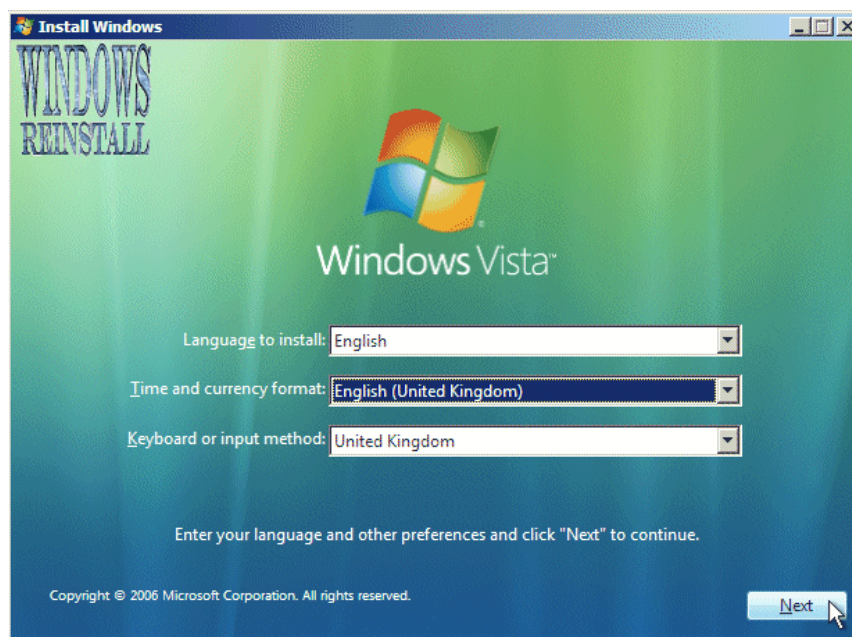 Install Windows
WINDOWS
REINSTALL
Windows Vista™
Language to install: English
Time and currency format: English (United Kingdom)
Keyboard or input method: United Kingdom
Enter your language and other preferences and click "Next" to continue.
Copyright © 2006 Microsoft Corporation. All rights reserved.
Next